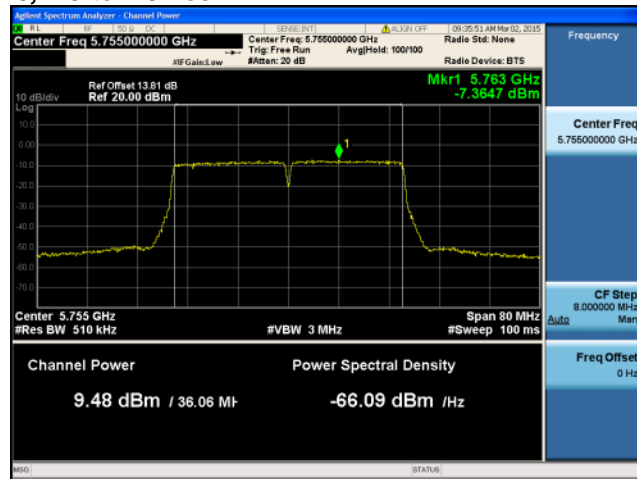 Agilent Spectrum Analyzer - Channel Power
RL RF 50 Ω DC SENSE:INT ALIGN OFF 09:35:51 AM Mar 02, 2015
Center Freq 5.755000000 GHz
Center Freq: 5.755000000 GHz
Radio Std: None
Trig: Free Run Avg|Hold: 100/100
#IFGain:Low #Atten: 20 dB Radio Device: BTS
Frequency
Mkr1 5.763 GHz
-7.3647 dBm
Ref Offset 13.81 dB
10 dB/div Ref 20.00 dBm
Log
10.0
0.00
-10.0
-20.0
-30.0
-40.0
-50.0
-60.0
-70.0
1
Center 5.755 GHz Span 80 MHz
#Res BW 510 kHz #VBW 3 MHz #Sweep 100 ms
Channel Power Power Spectral Density
9.48 dBm / 36.06 MH -66.09 dBm /Hz
Center Freq
5.755000000 GHz
CF Step
8.000000 MHz
Auto Man
Freq Offset
0 Hz
MSG STATUS